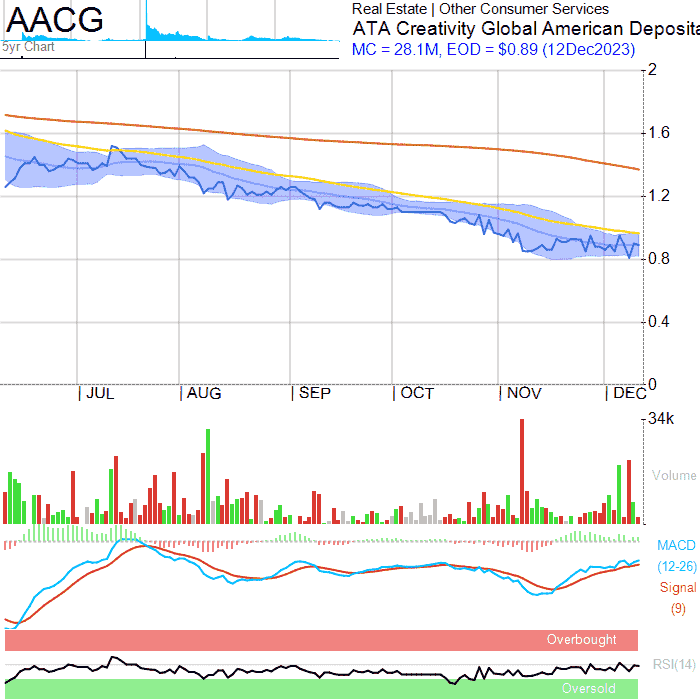 AACG
5yr Chart
Real Estate | Other Consumer Services
ATA Creativity Global American Deposita
MC = 28.1M, EOD = $0.89 (12Dec2023)
2
1.6
1.2
0.8
0.4
0
| JUL | AUG | SEP | OCT | NOV | DEC
34k
Volume
MACD
(12-26)
Signal
(9)
Overbought
RSI(14)
Oversold